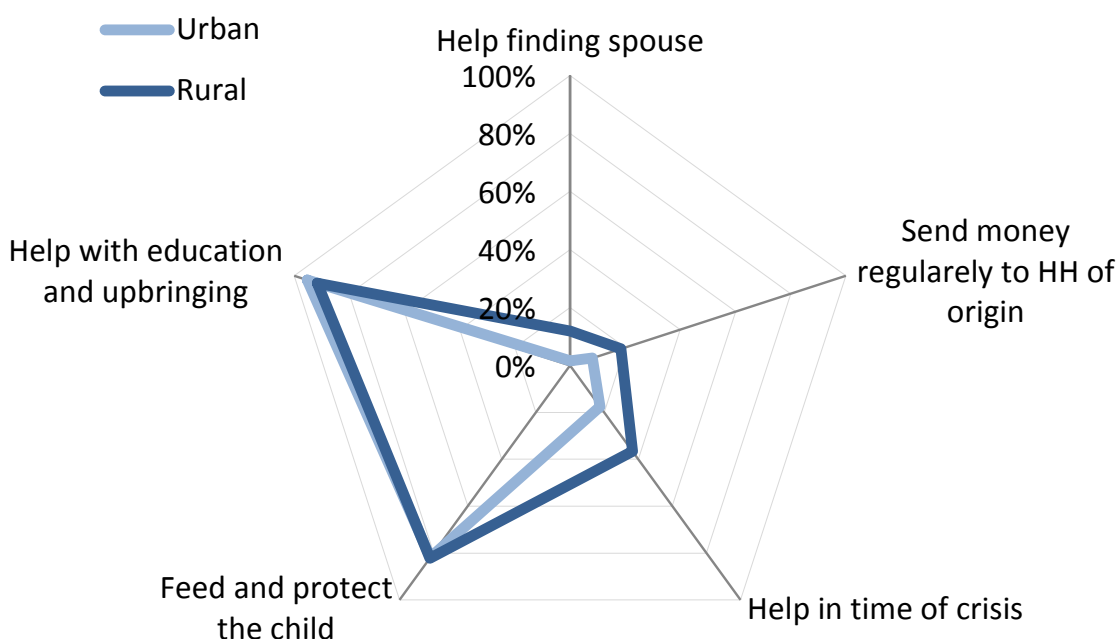 Urban
Rural
Help finding spouse
100%
80%
60%
40%
20%
0%
Send money
regularely to HH of
origin
Help with education
and upbringing
Feed and protect
the child
Help in time of crisis